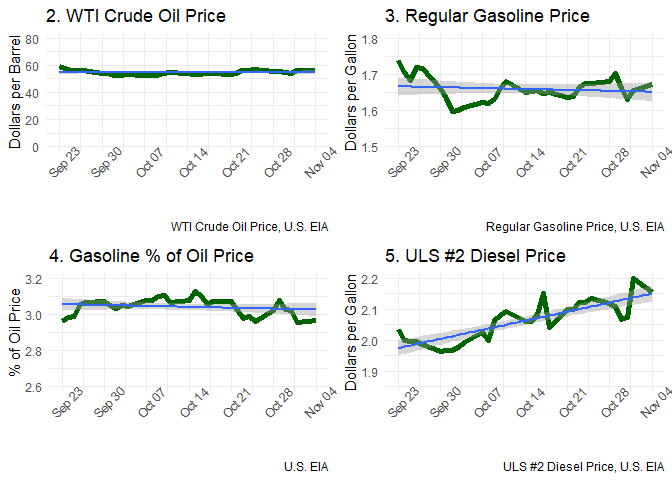 2. WTI Crude Oil Price
Dollars per Barrel
80
60
40
20
0
Sep 23
Sep 30
Oct 07
Oct 14
Oct 21
Oct 28
Nov 04
WTI Crude Oil Price, U.S. EIA
3. Regular Gasoline Price
Dollars per Gallon
1.8
1.7
1.6
1.5
Sep 23
Sep 30
Oct 07
Oct 14
Oct 21
Oct 28
Nov 04
Regular Gasoline Price, U.S. EIA
4. Gasoline % of Oil Price
% of Oil Price
3.2
3.0
2.8
2.6
Sep 23
Sep 30
Oct 07
Oct 14
Oct 21
Oct 28
Nov 04
U.S. EIA
5. ULS #2 Diesel Price
Dollars per Gallon
2.2
2.1
2.0
1.9
Sep 23
Sep 30
Oct 07
Oct 14
Oct 21
Oct 28
Nov 04
ULS #2 Diesel Price, U.S. EIA